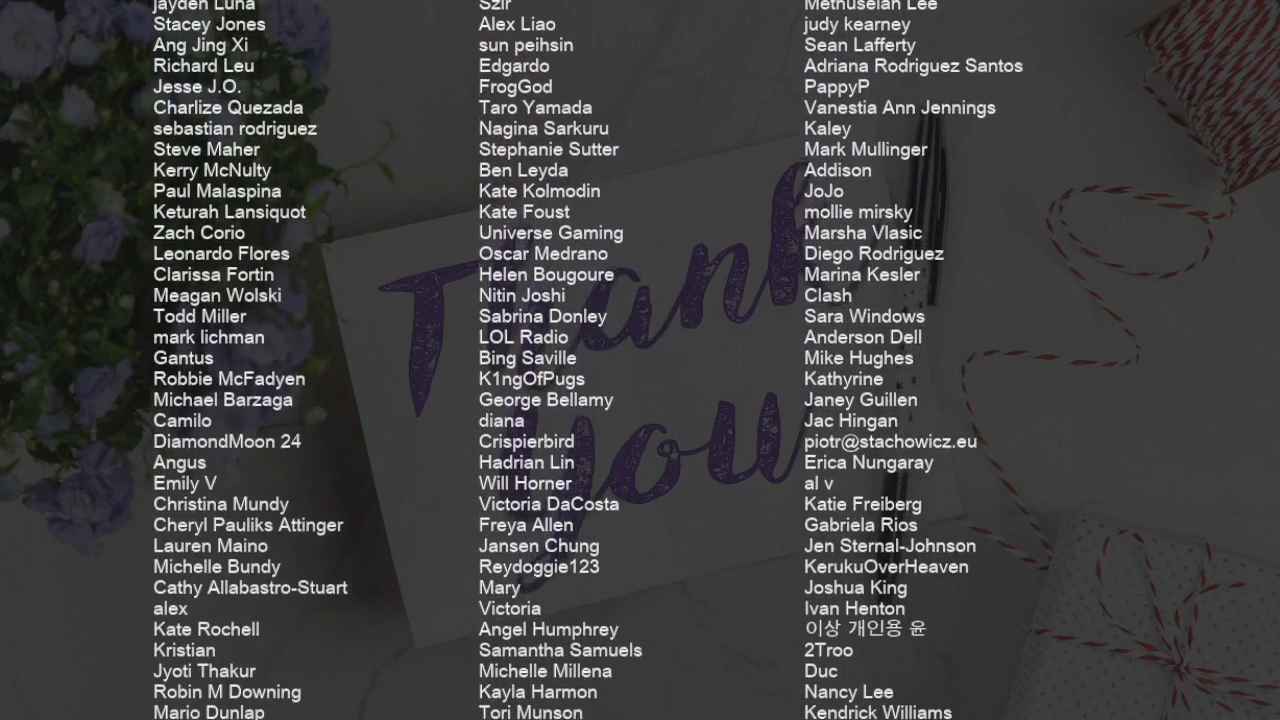 jayden Luna
Stacey Jones
Ang Jing Xi
Richard Leu
Jesse J.O.
Charlize Quezada
sebastian rodriguez
Steve Maher
Kerry McNulty
Paul Malaspina
Keturah Lansiquot
Zach Corio
Leonardo Flores
Clarissa Fortin
Meagan Wolski
Todd Miller
mark lichman
Gantus
Robbie McFadyen
Michael Barzaga
Camilo
DiamondMoon 24
Angus
Emily V
Christina Mundy
Cheryl Pauliks Attinger
Lauren Maino
Michelle Bundy
Cathy Allabastro-Stuart
alex
Kate Rochell
Kristian
Jyoti Thakur
Robin M Downing
Mario Dunlap
Szir
Alex Liao
sun peihsin
Edgardo
FrogGod
Taro Yamada
Nagina Sarkuru
Stephanie Sutter
Ben Leyda
Kate Kolmodin
Kate Foust
Universe Gaming
Oscar Medrano
Helen Bougoure
Nitin Joshi
Sabrina Donley
LOL Radio
Bing Saville
K1ngOfPugs
George Bellamy
diana
Crispierbird
Hadrian Lin
Will Horner
Victoria DaCosta
Freya Allen
Jansen Chung
Reydoggie123
Mary
Victoria
Angel Humphrey
Samantha Samuels
Michelle Millena
Kayla Harmon
Tori Munson
Methuselah Lee
judy kearney
Sean Lafferty
Adriana Rodriguez Santos
PappyP
Vanestia Ann Jennings
Kaley
Mark Mullinger
Addison
JoJo
mollie mirsky
Marsha Vlasic
Diego Rodriguez
Marina Kesler
Clash
Sara Windows
Anderson Dell
Mike Hughes
Kathyrine
Janey Guillen
Jac Hingan
piotr@stachowicz.eu
Erica Nungaray
al v
Katie Freiberg
Gabriela Rios
Jen Sternal-Johnson
KerukuOverHeaven
Joshua King
Ivan Henton
이상 개인용 윤
2Troo
Duc
Nancy Lee
Kendrick Williams
Thank
you